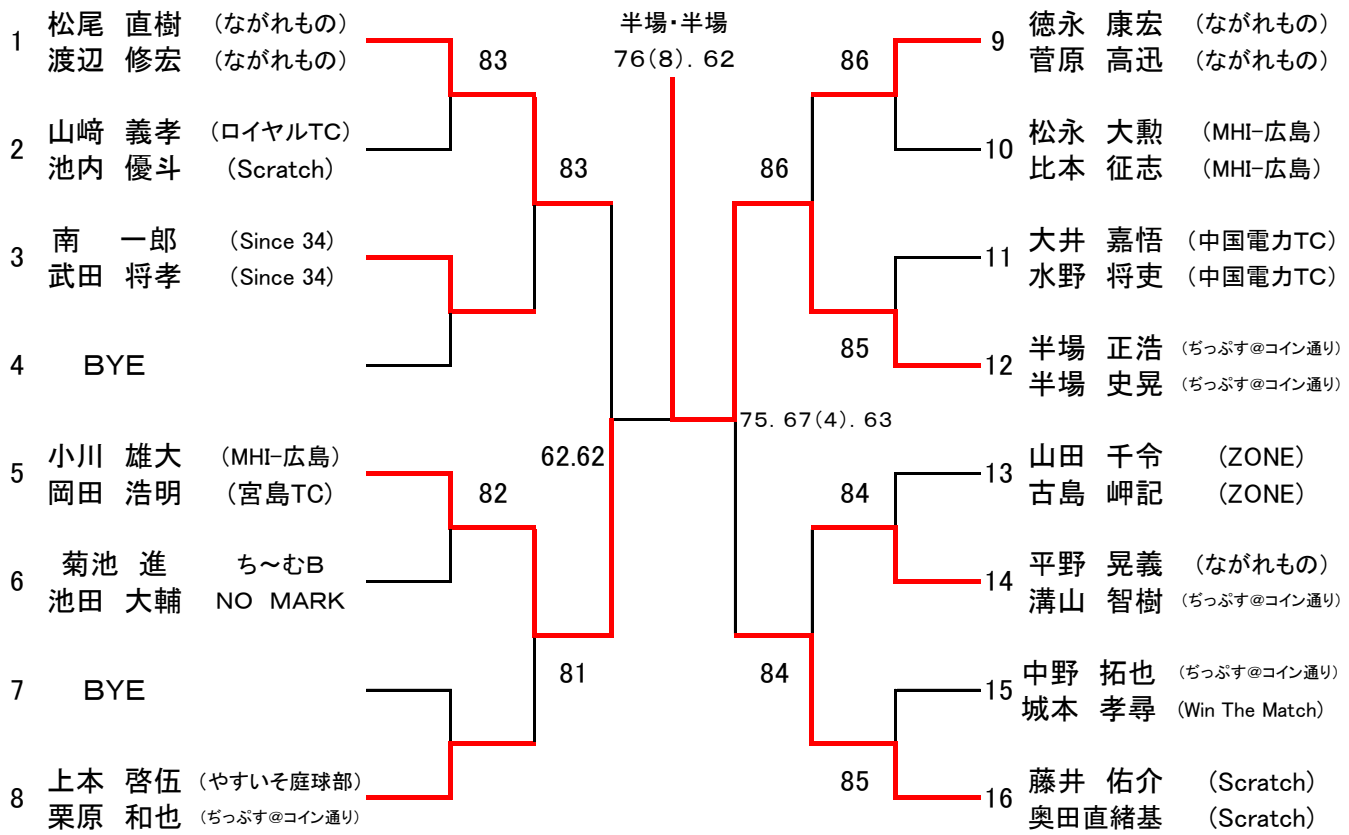 1 松尾 直樹 (ながれもの)
渡辺 修宏 (ながれもの)
83
2 山﨑 義孝 (ロイヤルTC)
池内 優斗 (Scratch)
83
3 南 一郎 (Since 34)
武田 将孝 (Since 34)
4 BYE
62.62
5 小川 雄大 (MHI-広島)
岡田 浩明 (宮島TC)
82
6 菊池 進 ち~むB
池田 大輔 NO MARK
81
7 BYE
8 上本 啓伍 (やすいそ庭球部)
栗原 和也 (ぢっぷす@コイン通り)
半場・半場
76(8). 62
75. 67(4). 63
86
9 徳永 康宏 (ながれもの)
菅原 高迅 (ながれもの)
10 松永 大勲 (MHI-広島)
比本 征志 (MHI-広島)
86
11 大井 嘉悟 (中国電力TC)
水野 将吏 (中国電力TC)
85
12 半場 正浩 (ぢっぷす@コイン通り)
半場 史晃 (ぢっぷす@コイン通り)
13 山田 千令 (ZONE)
古島 岬記 (ZONE)
84
14 平野 晃義 (ながれもの)
溝山 智樹 (ぢっぷす@コイン通り)
84
15 中野 拓也 (ぢっぷす@コイン通り)
城本 孝尋 (Win The Match)
85
16 藤井 佑介 (Scratch)
奥田直緒基 (Scratch)